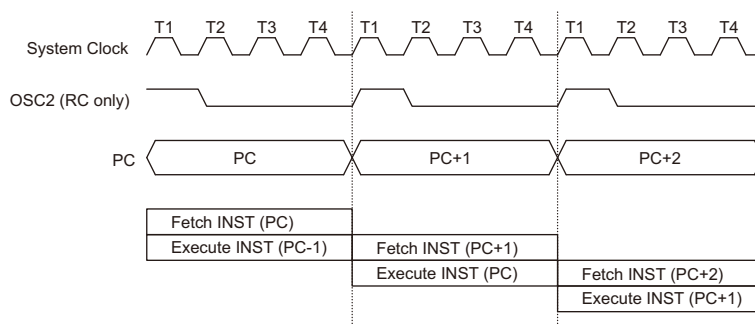 T1 T2 T3 T4 T1 T2 T3 T4 T1 T2 T3 T4
System Clock
OSC2 (RC only)
PC PC PC+1 PC+2
Fetch INST (PC)
Execute INST (PC-1) Fetch INST (PC+1)
Execute INST (PC) Fetch INST (PC+2)
Execute INST (PC+1)